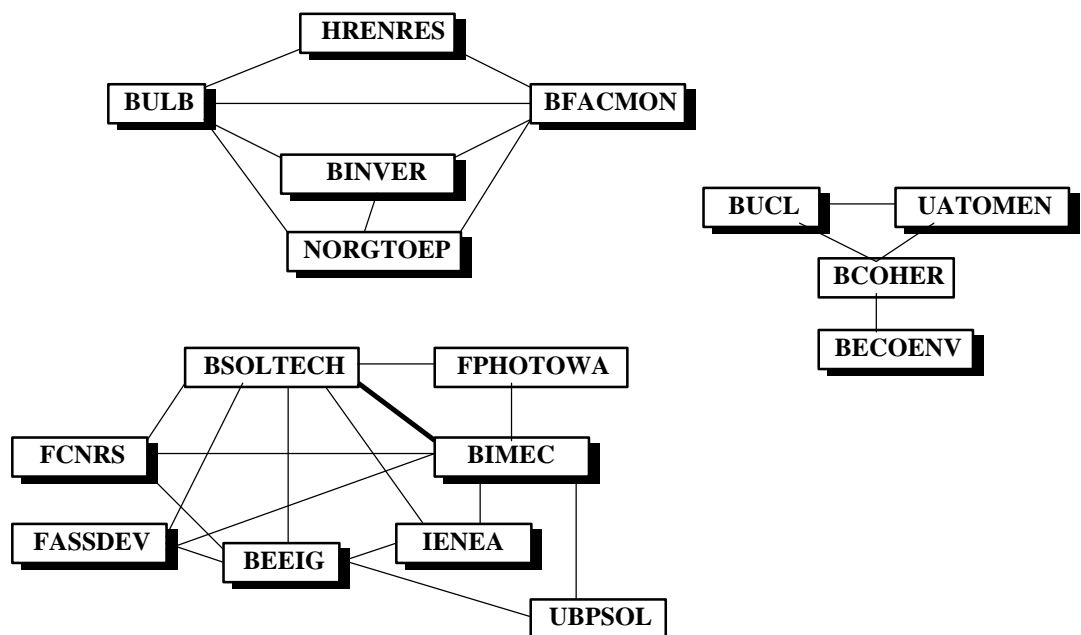 HRENRES
BULB
BFACMON
BINVER
NORGTOEP
BUCL
UATOMEN
BCOHER
BECOENV
BSOLTECH
FPHOTOWA
FCNRS
BIMEC
FASSDEV
BEEIG
IENEA
UBPSOL